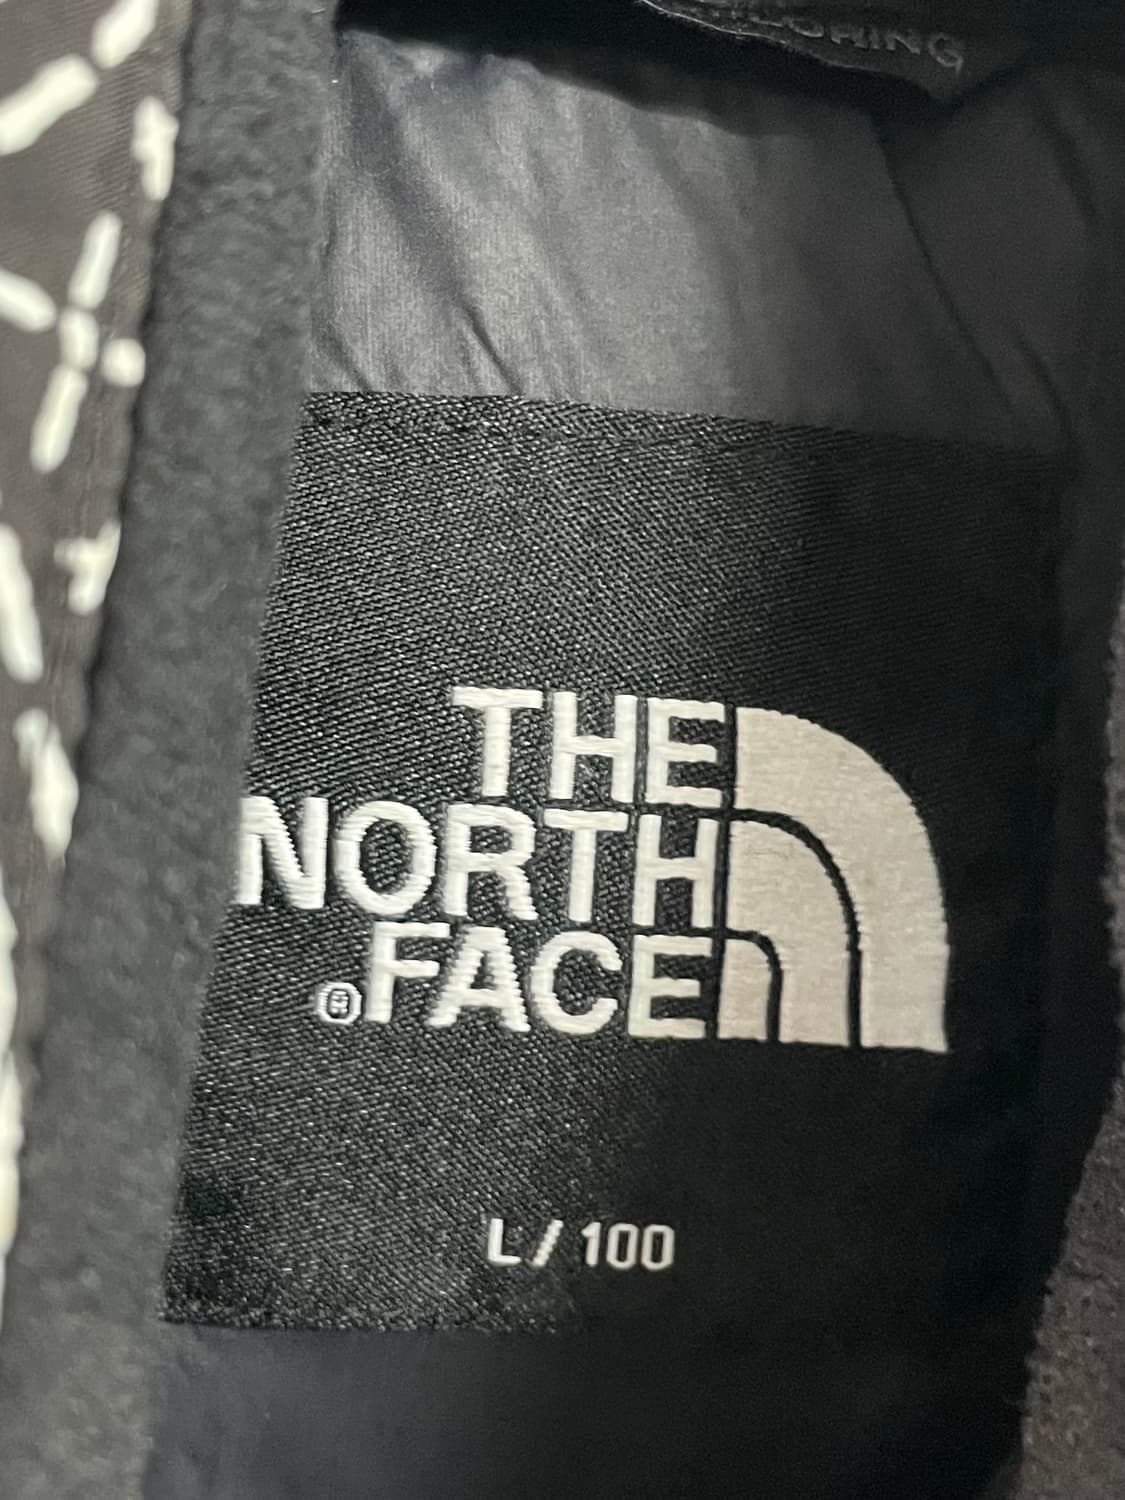 THE
NORTH
FACE
®
L / 100